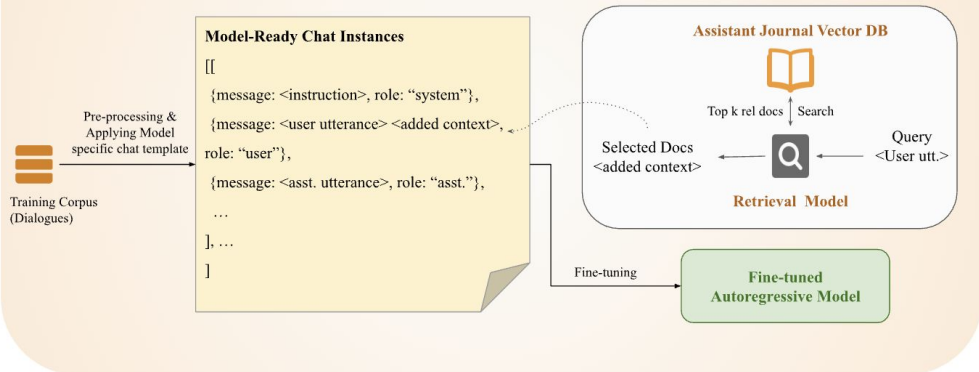 Pre-processing &
Applying Model
specific chat template
Training Corpus
(Dialogues)
Model-Ready Chat Instances
[[
{message: <instruction>, role: “system”},
{message: <user utterance> <added context>,
role: “user”},
{message: <asst. utterance>, role: “asst.”},
…
], …
]
Assistant Journal Vector DB
Top k rel docs
Search
Selected Docs
<added context>
Query
<User utt.>
Retrieval Model
Fine-tuning
Fine-tuned
Autoregressive Model